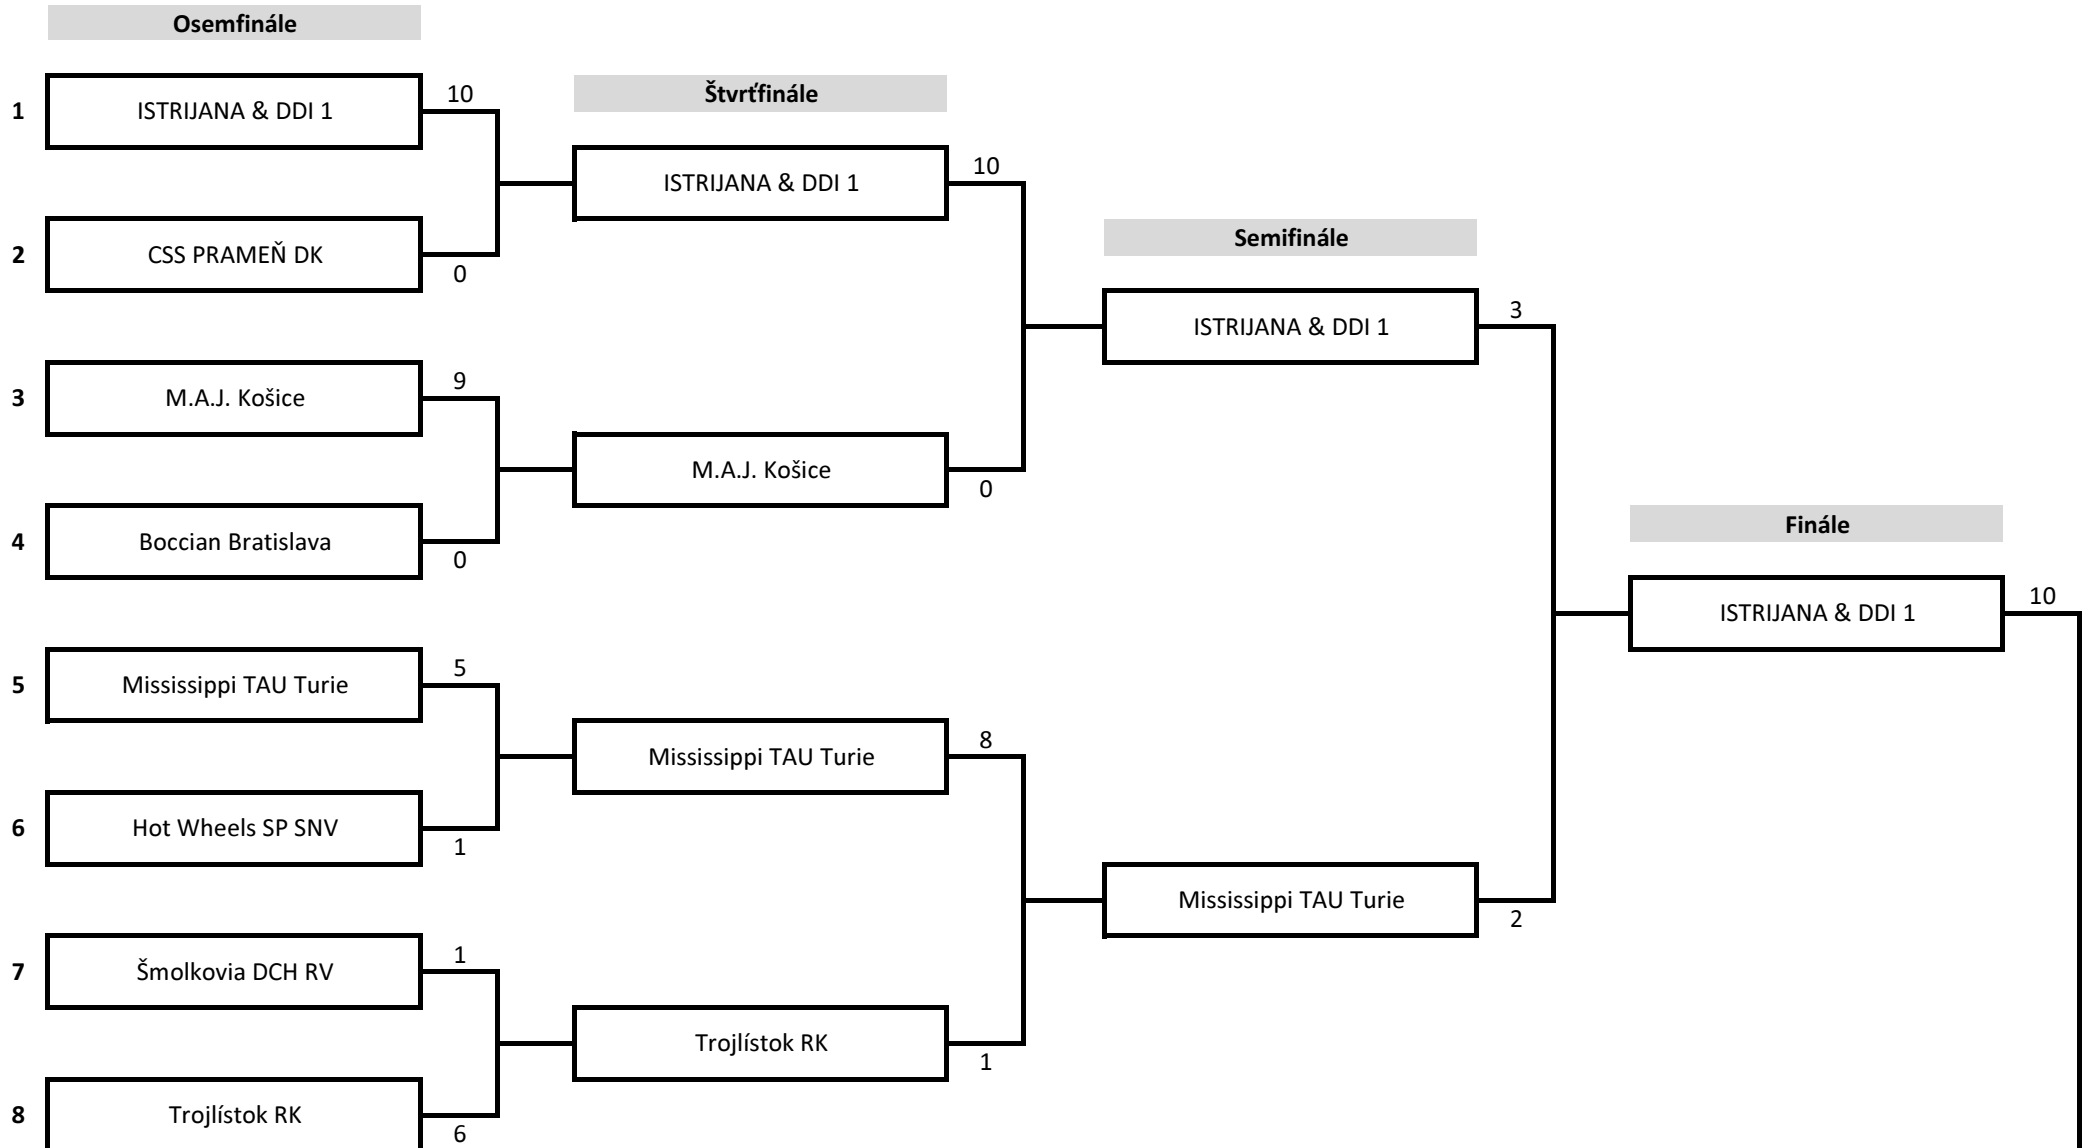 Osemfinále
1
ISTRIJANA & DDI 1
10
Štvrťfinále
ISTRIJANA & DDI 1
10
2
CSS PRAMEŇ DK
0
Semifinále
ISTRIJANA & DDI 1
3
3
M.A.J. Košice
9
M.A.J. Košice
0
4
Boccian Bratislava
0
Finále
ISTRIJANA & DDI 1
10
5
Mississippi TAU Turie
5
Mississippi TAU Turie
8
6
Hot Wheels SP SNV
1
Mississippi TAU Turie
2
7
Šmolkovia DCH RV
1
Trojlístok RK
1
8
Trojlístok RK
6